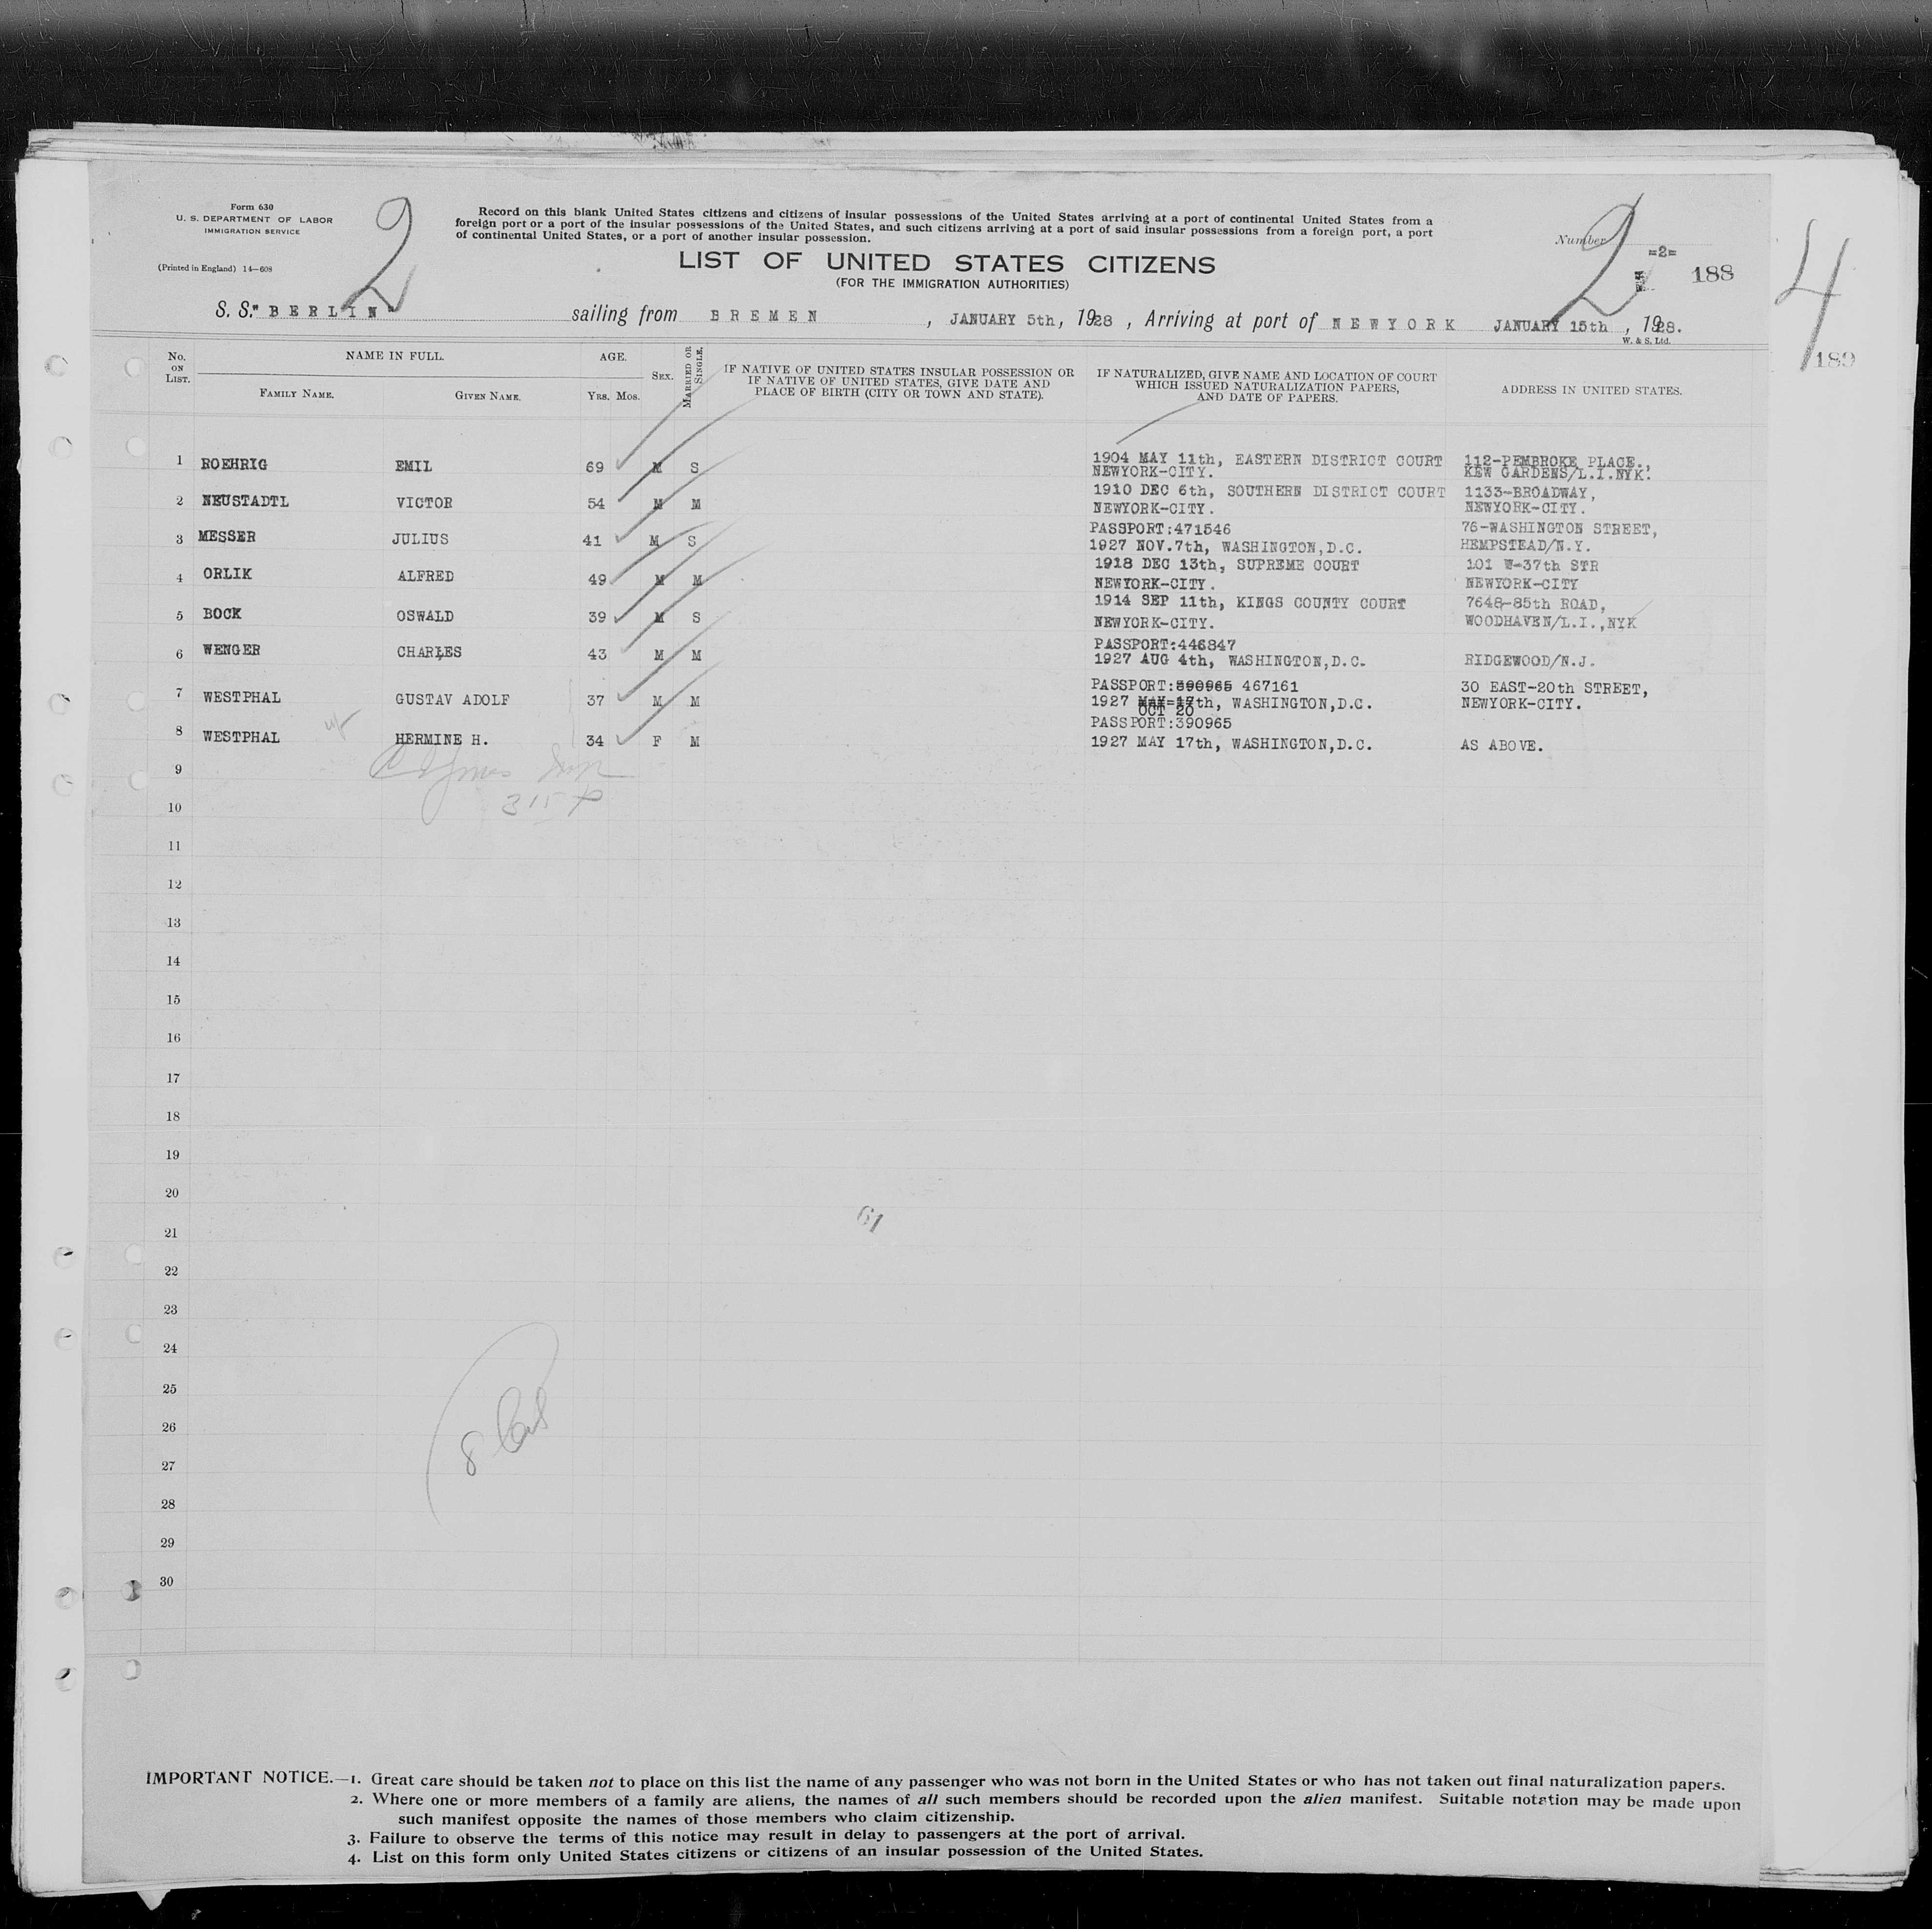 Form 630
U. S. DEPARTMENT OF LABOR
IMMIGRATION SERVICE
(Printed in England) 14—608
2
Record on this blank United States citizens and citizens of insular possessions of the United States arriving at a port of continental United States from a
foreign port or a port of the insular possessions of the United States, and such citizens arriving at a port of said insular possessions from a foreign port, a port
of continental United States, or a port of another insular possession.
LIST OF UNITED STATES CITIZENS
(FOR THE IMMIGRATION AUTHORITIES)
Number =2=
2
188
4
189
S. S. "BERLIN" sailing from BREMEN, JANUARY 5th, 1928, Arriving at port of NEWYORK JANUARY 15th, 1928.
W. & S. Ltd.
No. ON LIST. NAME IN FULL. AGE. SEX. MARRIED OR SINGLE. IF NATIVE OF UNITED STATES INSULAR POSSESSION OR IF NATIVE OF UNITED STATES, GIVE DATE AND PLACE OF BIRTH (CITY OR TOWN AND STATE). IF NATURALIZED, GIVE NAME AND LOCATION OF COURT WHICH ISSUED NATURALIZATION PAPERS, AND DATE OF PAPERS. ADDRESS IN UNITED STATES.
FAMILY NAME. GIVEN NAME. YRS. MOS.
1 ROEHRIG EMIL 69 M S 1904 MAY 11th, EASTERN DISTRICT COURT 112-PEMBROKE PLACE.,
NEWYORK-CITY. KEW GARDENS/L.I.NYK.
2 NEUSTADTL VICTOR 54 M M 1910 DEC 6th, SOUTHERN DISTRICT COURT 1133-BROADWAY,
NEWYORK-CITY. NEWYORK-CITY.
3 MESSER JULIUS 41 M S PASSPORT:471546 76-WASHINGTON STREET,
1927 NOV.7th, WASHINGTON,D.C. HEMPSTEAD/N.Y.
4 ORLIK ALFRED 49 M M 1918 DEC 13th, SUPREME COURT 101 W-37th STR
NEWYORK-CITY. NEWYORK-CITY
5 BOCK OSWALD 39 M S 1914 SEP 11th, KINGS COUNTY COURT 7648-85th ROAD,
NEWYORK-CITY. WOODHAVEN/L.I.,NYK
6 WENGER CHARLES 43 M M PASSPORT:446847
1927 AUG 4th, WASHINGTON,D.C. RIDGEWOOD/N.J.
7 WESTPHAL GUSTAV ADOLF 37 M M PASSPORT:390965 467161 30 EAST-20th STREET,
1927 MAY=17th, WASHINGTON,D.C. NEWYORK-CITY.
OCT 20
8 WESTPHAL HERMINE H. 34 F M PASSPORT:390965
1927 MAY 17th, WASHINGTON,D.C. AS ABOVE.
9
10
11
12
13
14
15
16
17
18
19
20
21
22
23
24
25
26
27
28
29
30
61
IMPORTANT NOTICE.—1. Great care should be taken not to place on this list the name of any passenger who was not born in the United States or who has not taken out final naturalization papers.
2. Where one or more members of a family are aliens, the names of all such members should be recorded upon the alien manifest. Suitable notation may be made upon
such manifest opposite the names of those members who claim citizenship.
3. Failure to observe the terms of this notice may result in delay to passengers at the port of arrival.
4. List on this form only United States citizens or citizens of an insular possession of the United States.